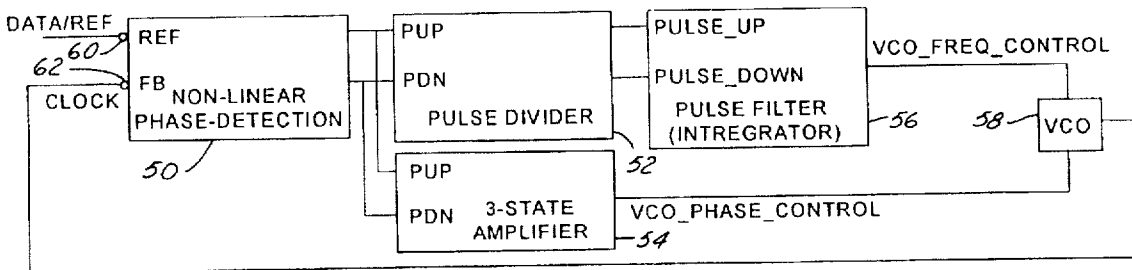 DATA/REF
60
REF
62
FB
CLOCK
NON-LINEAR
PHASE-DETECTION
50
PUP
PDN
PULSE DIVIDER
52
PULSE_UP
PULSE_DOWN
PULSE FILTER
(INTREGRATOR)
56
VCO_FREQ_CONTROL
58
VCO
PUP
PDN
3-STATE
AMPLIFIER
54
VCO_PHASE_CONTROL